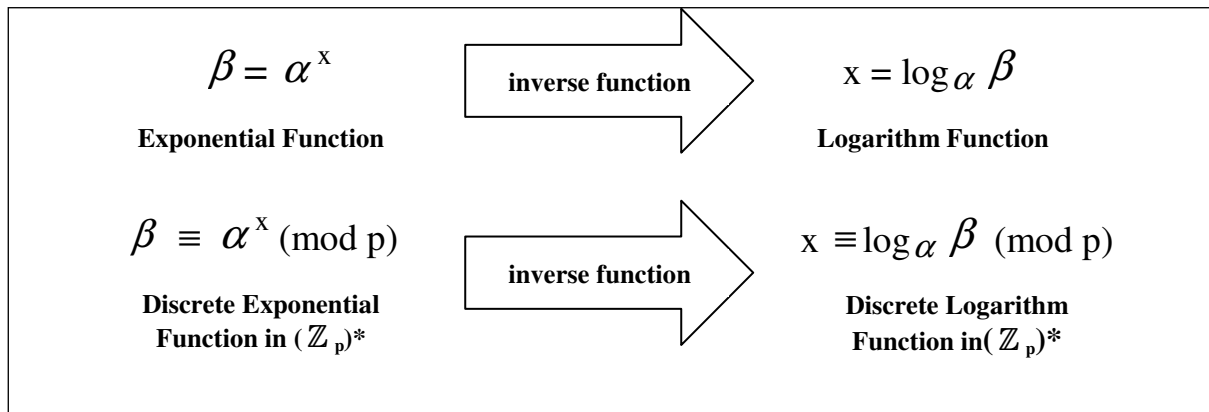 β = α^x
inverse function
x = log_α β
Exponential Function
Logarithm Function
β ≡ α^x (mod p)
inverse function
x ≡ log_α β (mod p)
Discrete Exponential
Function in (ℤ_p)*
Discrete Logarithm
Function in(ℤ_p)*